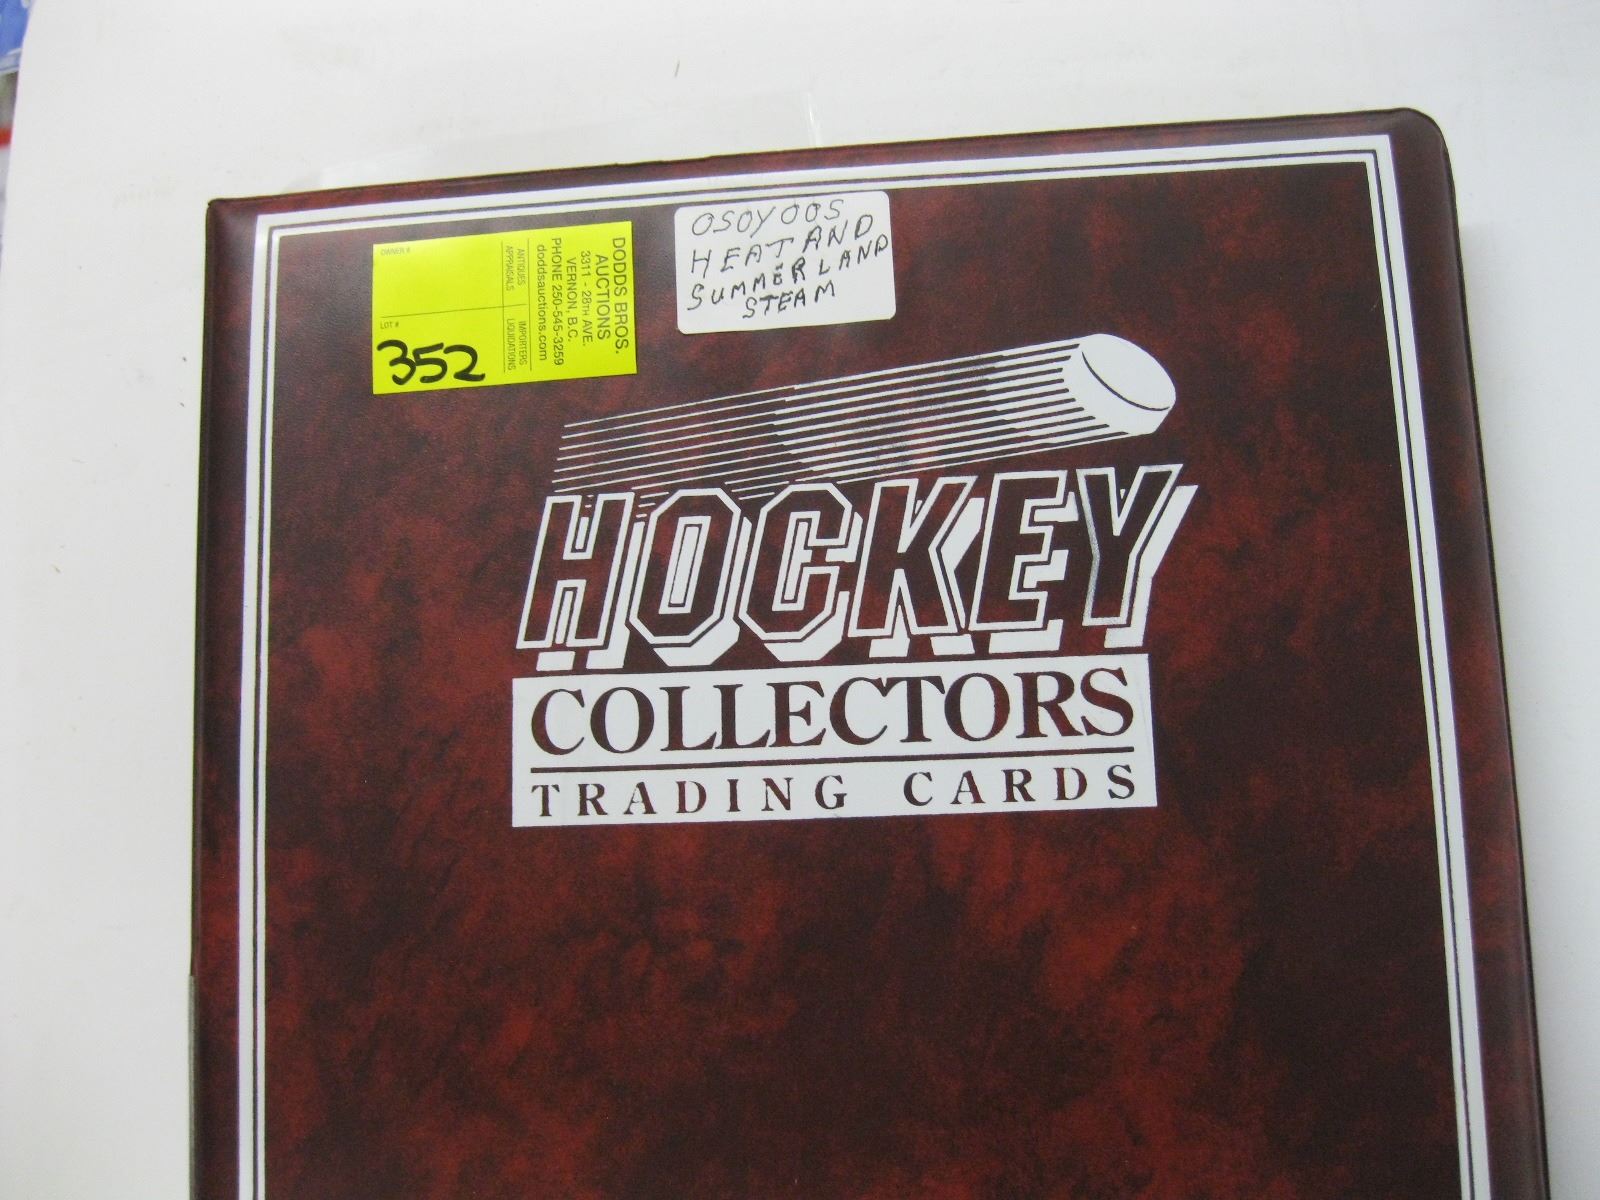 DODDS BROS.
AUCTIONS
3311 - 28TH AVE.
VERNON, B.C.
PHONE 250-545-3259
doddsauctions.com
ANTIQUES
APPRAISALS
IMPORTERS
LIQUIDATIONS
OWNER #
LOT #
352
OSOYOOS
HEAT AND
SUMMERLAND
STEAM
HOCKEY
COLLECTORS
TRADING CARDS